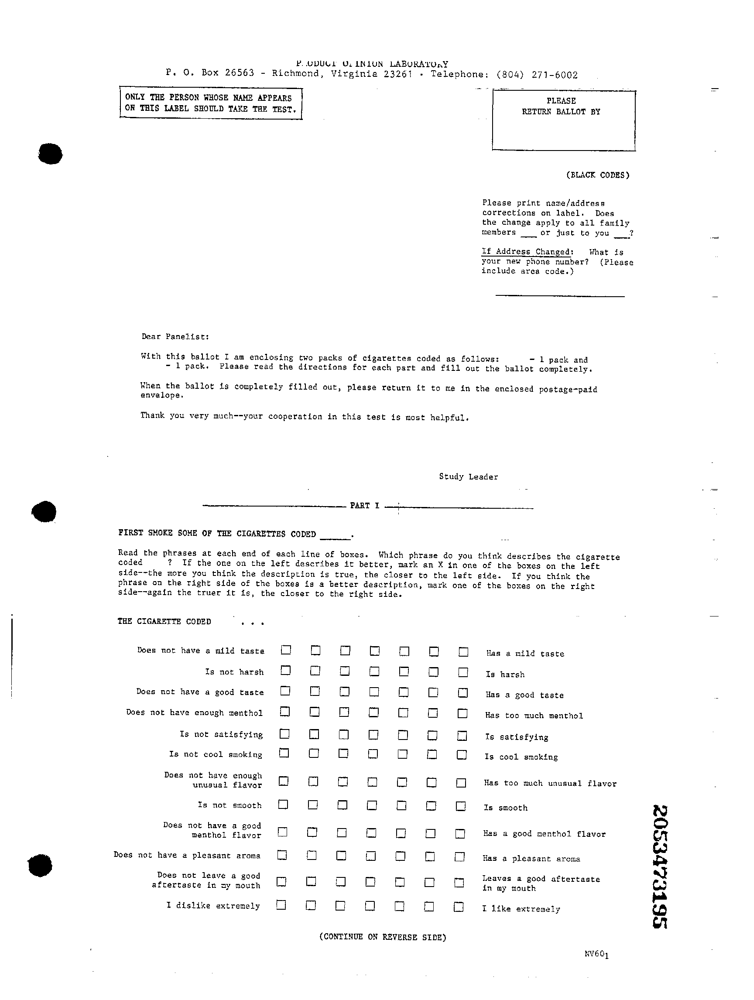 P. O. Box 26563 - Richmond, Virginia 23261 • Telephone: (804) 271-6002
ONLY THE PERSON WHOSE NAME APPEARS
ON THIS LABEL SHOULD TAKE THE TEST.
PLEASE
RETURN BALLOT BY
(BLACK CODES)
Please print name/address
corrections on label. Does
the change apply to all family
members ___ or just to you ___?
If Address Changed: What is
your new phone number? (Please
include area code.)
Dear Panelist:
With this ballot I am enclosing two packs of cigarettes coded as follows: - 1 pack and
- 1 pack. Please read the directions for each part and fill out the ballot completely.
When the ballot is completely filled out, please return it to me in the enclosed postage-paid
envelope.
Thank you very much--your cooperation in this test is most helpful.
Study Leader
PART I
FIRST SMOKE SOME OF THE CIGARETTES CODED ______.
Read the phrases at each end of each line of boxes. Which phrase do you think describes the cigarette
coded ? If the one on the left describes it better, mark an X in one of the boxes on the left
side--the more you think the description is true, the closer to the left side. If you think the
phrase on the right side of the boxes is a better description, mark one of the boxes on the right
side--again the truer it is, the closer to the right side.
THE CIGARETTE CODED . . .
Does not have a mild taste Has a mild taste
Is not harsh Is harsh
Does not have a good taste Has a good taste
Does not have enough menthol Has too much menthol
Is not satisfying Is satisfying
Is not cool smoking Is cool smoking
Does not have enough
unusual flavor Has too much unusual flavor
Is not smooth Is smooth
Does not have a good
menthol flavor Has a good menthol flavor
Does not have a pleasant aroma Has a pleasant aroma
Does not leave a good
aftertaste in my mouth
Leaves a good aftertaste
in my mouth
I dislike extremely I like extremely
(CONTINUE ON REVERSE SIDE)
NV601
2053473195